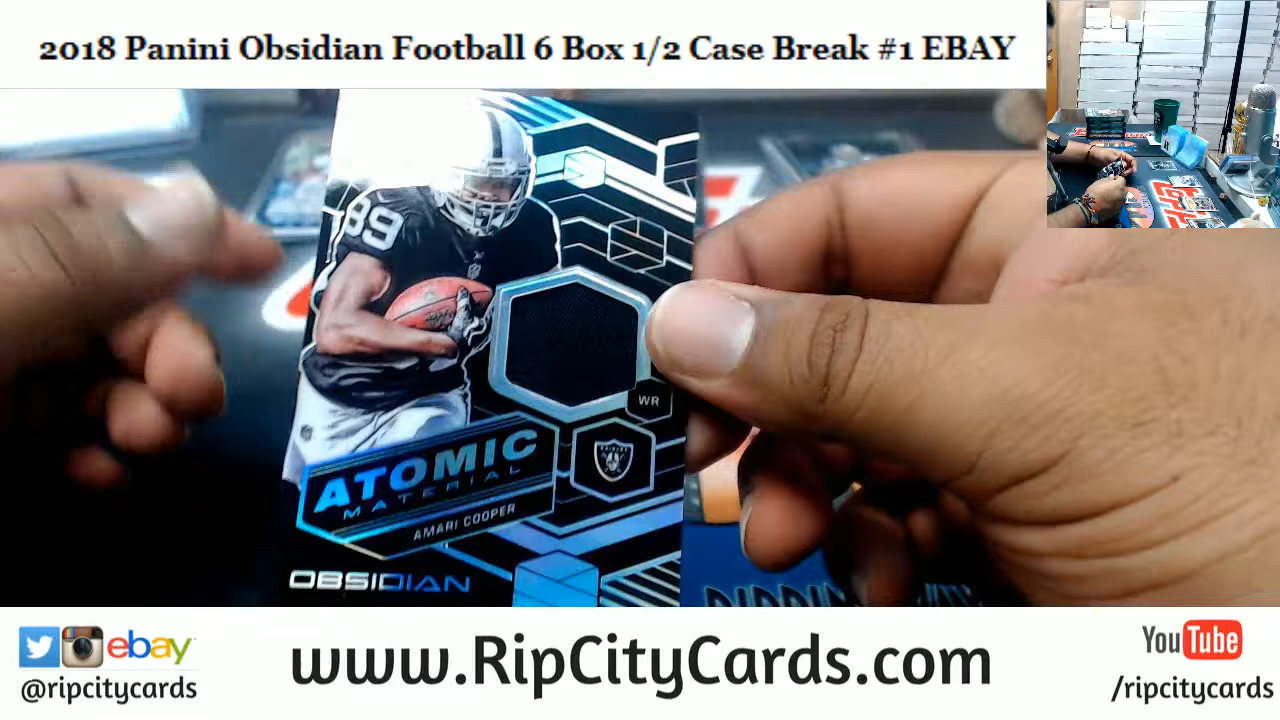 2018 Panini Obsidian Football 6 Box 1/2 Case Break #1 EBAY
89
WR
RAIDERS
ATOMIC
MATERIAL
AMARI COOPER
OBSIDIAN
ebay
@ripcitycards
www.RipCityCards.com
YouTube
/ripcitycards